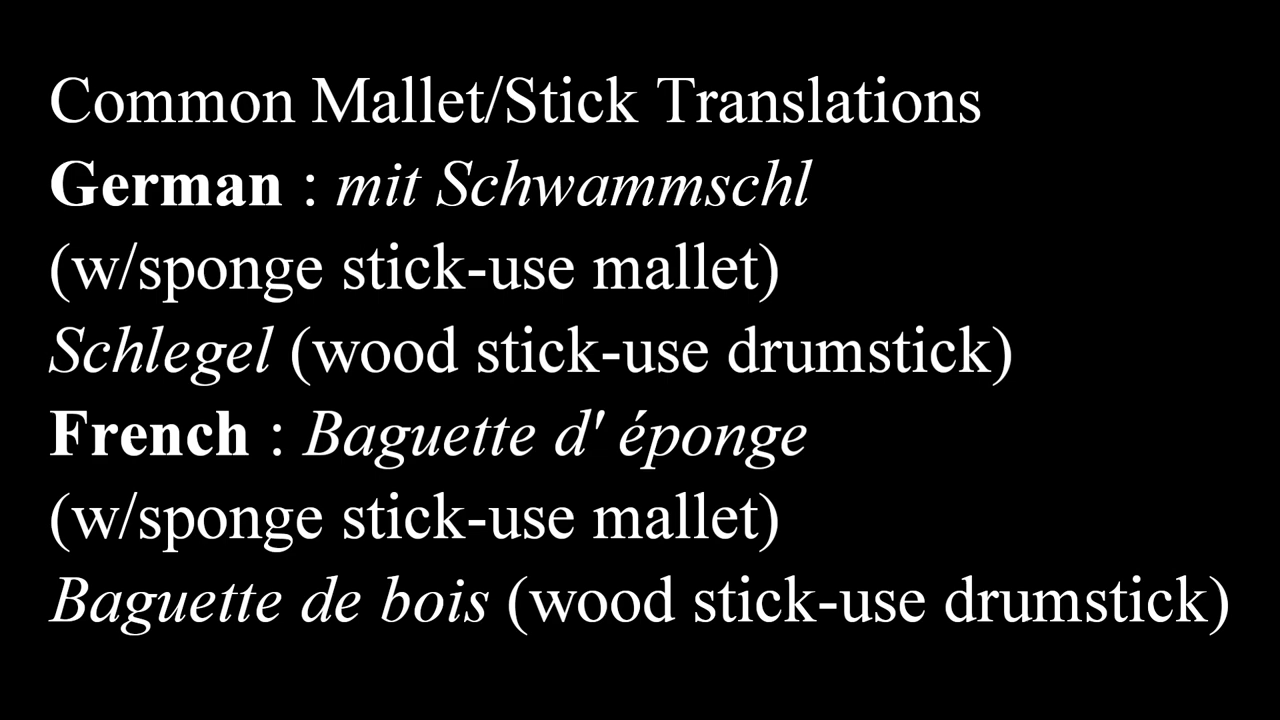 Common Mallet/Stick Translations
German : mit Schwammschl
(w/sponge stick-use mallet)
Schlegel (wood stick-use drumstick)
French : Baguette d' éponge
(w/sponge stick-use mallet)
Baguette de bois (wood stick-use drumstick)